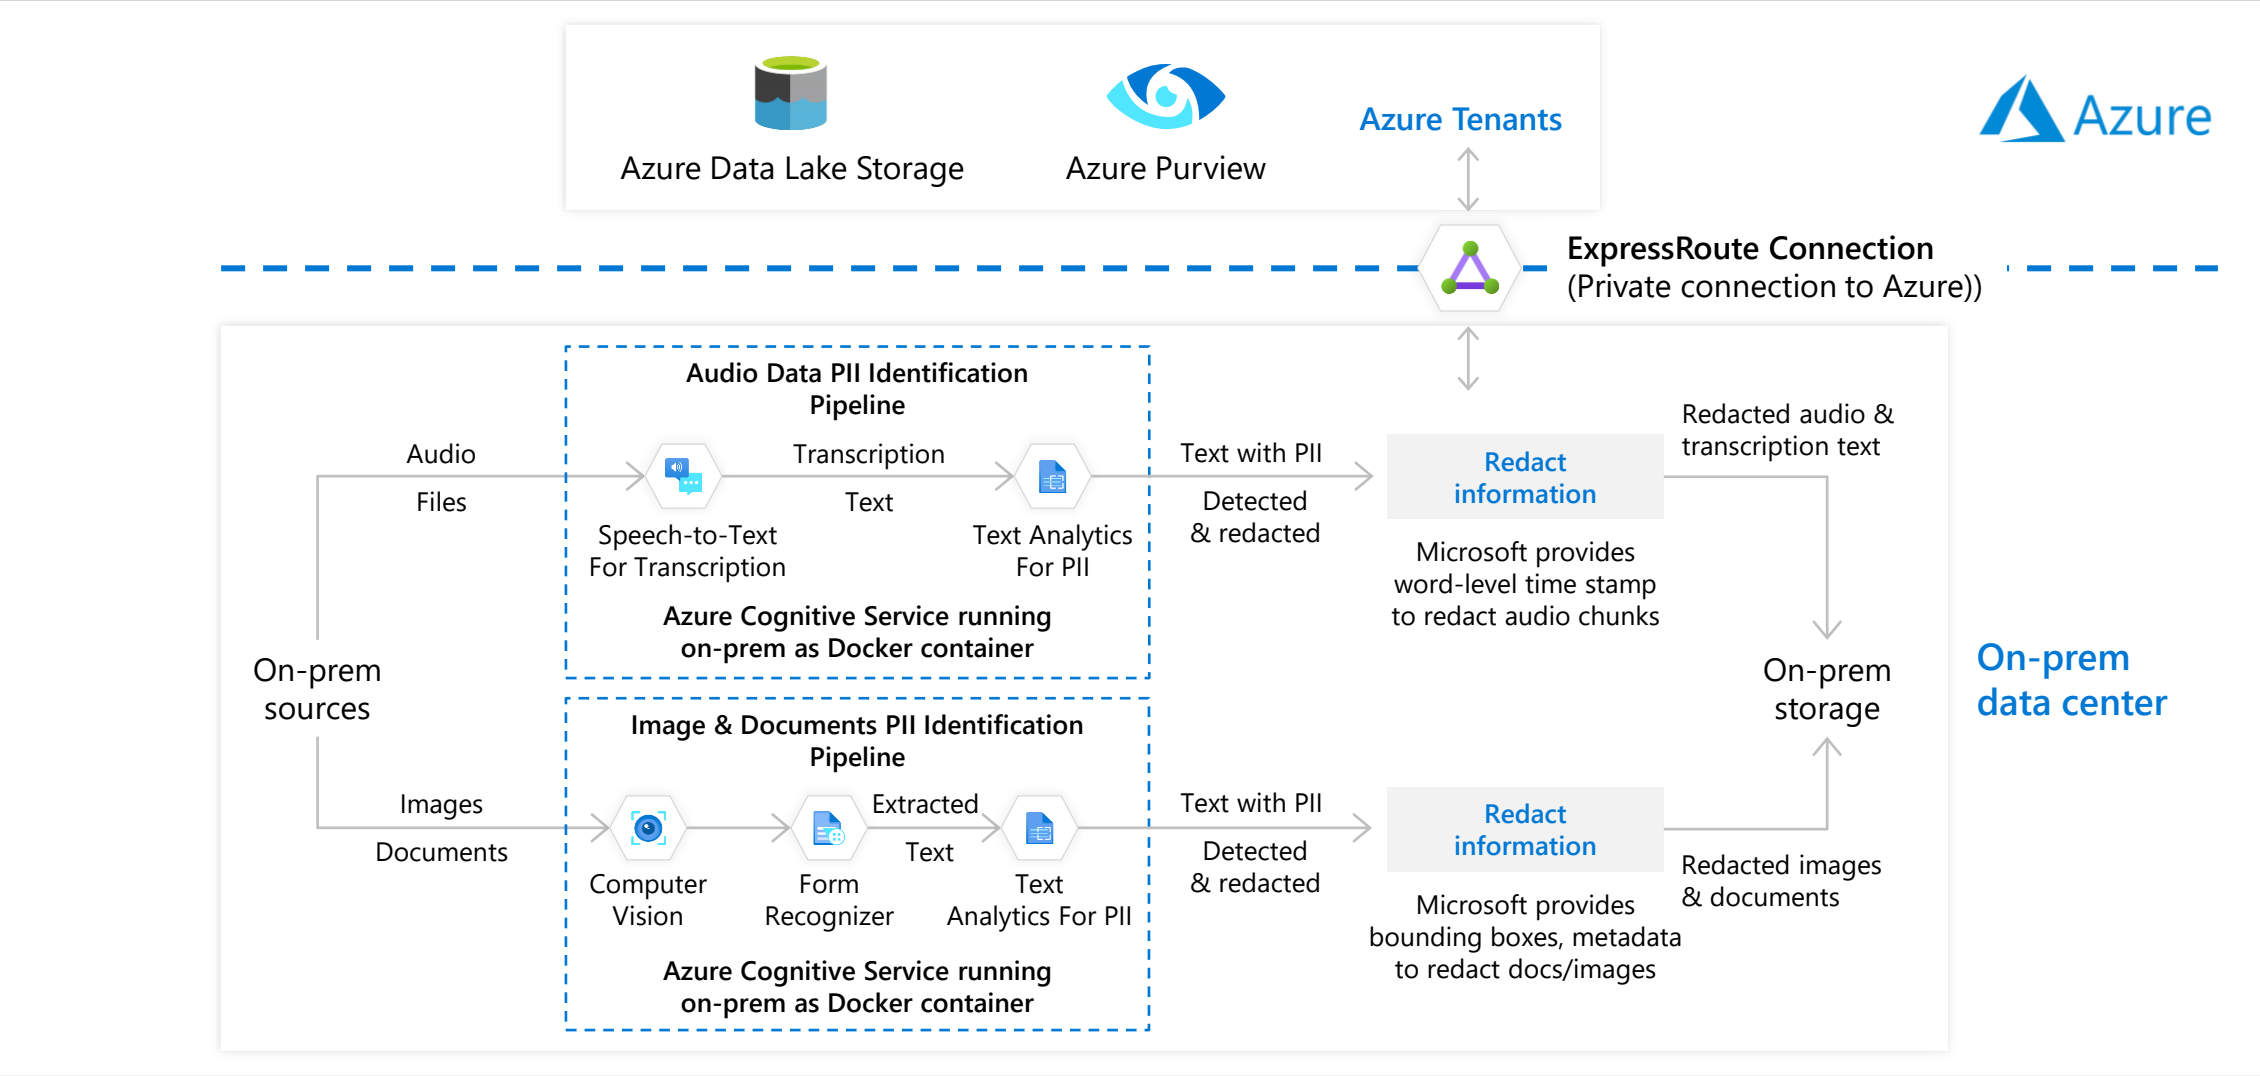 Azure Data Lake Storage
Azure Purview
Azure Tenants
Azure
ExpressRoute Connection
(Private connection to Azure))
Audio Data PII Identification
Pipeline
Audio
Files
Transcription
Text
Speech-to-Text
For Transcription
Text Analytics
For PII
Azure Cognitive Service running
on-prem as Docker container
Text with PII
Detected
& redacted
Redact
information
Microsoft provides
word-level time stamp
to redact audio chunks
Redacted audio &
transcription text
On-prem
sources
On-prem
storage
On-prem
data center
Image & Documents PII Identification
Pipeline
Images
Documents
Extracted
Text
Computer
Vision
Form
Recognizer
Text
Analytics For PII
Azure Cognitive Service running
on-prem as Docker container
Text with PII
Detected
& redacted
Redact
information
Microsoft provides
bounding boxes, metadata
to redact docs/images
Redacted images
& documents